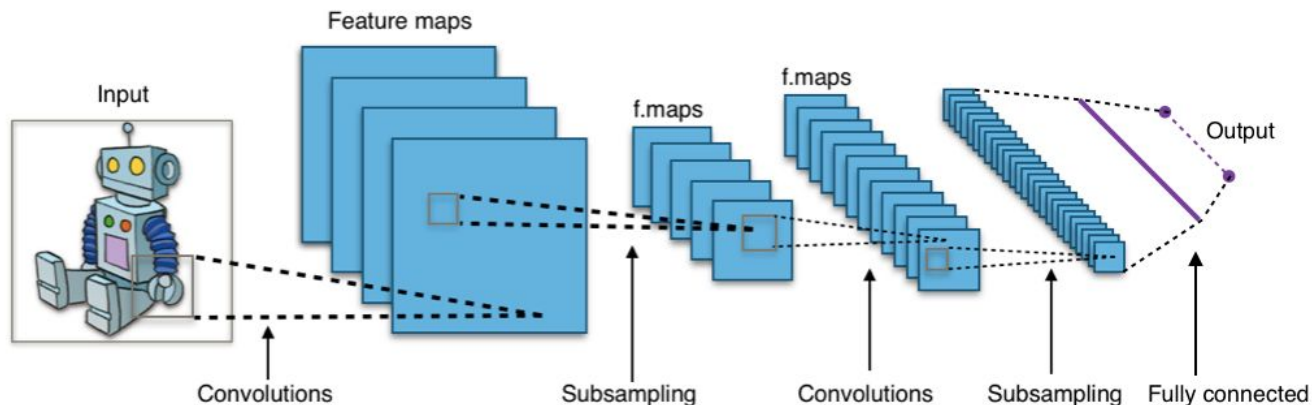 Feature maps
f.maps
Input
f.maps
Output
Convolutions
Subsampling
Convolutions
Subsampling
Fully connected